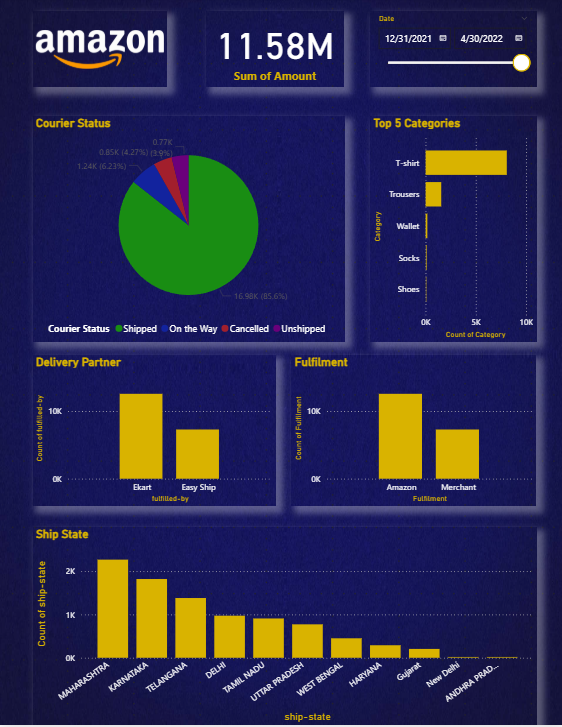 amazon
11.58M
Sum of Amount
Date
12/31/2021
4/30/2022
Courier Status
0.77K
(3.9%)
0.85K (4.27%)
1.24K (6.23%)
16.98K (85.6%)
Courier Status Shipped On the Way Cancelled Unshipped
Top 5 Categories
Category
T-shirt
Trousers
Wallet
Socks
Shoes
0K 5K 10K
Count of Category
Delivery Partner
Count of fulfilled-by
10K
0K
Ekart Easy Ship
fulfilled-by
Fulfilment
Count of Fulfilment
10K
0K
Amazon Merchant
Fulfilment
Ship State
Count of ship-state
2K
1K
0K
MAHARASHTRA KARNATAKA TELANGANA DELHI TAMIL NADU UTTAR PRADESH WEST BENGAL HARYANA Gujarat New Delhi ANDHRA PRAD...
ship-state